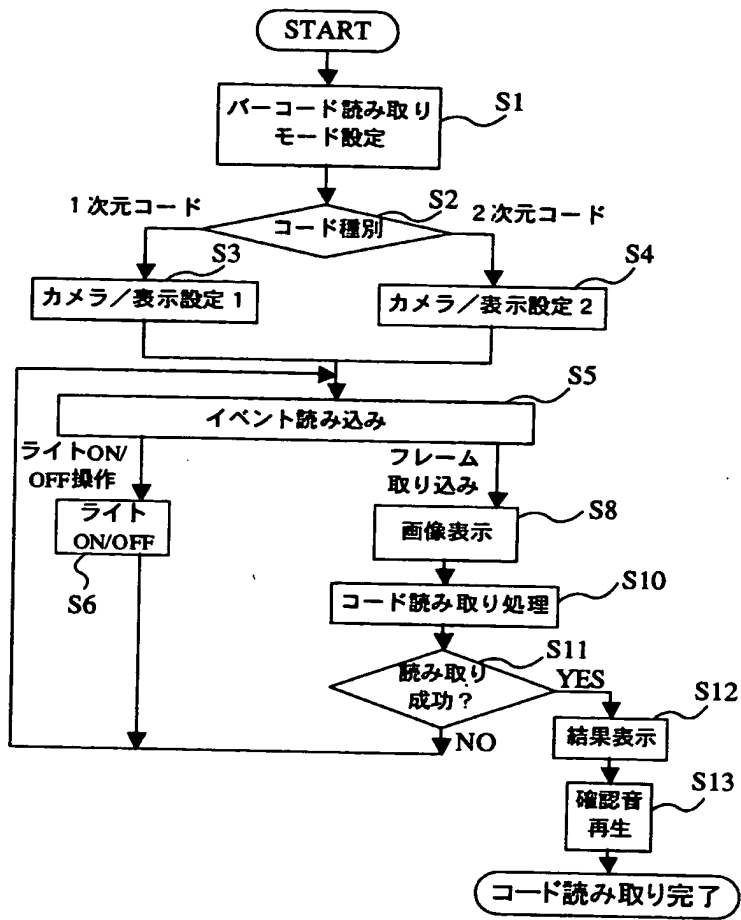 START
バーコード読み取り
モード設定
S1
1次元コード
コード種別
S2
2次元コード
S3
カメラ/表示設定1
S4
カメラ/表示設定2
S5
イベント読み込み
ライトON/
OFF操作
フレーム
取り込み
ライト
ON/OFF
S6
画像表示
S8
コード読み取り処理
S10
読み取り
成功?
S11
YES
NO
結果表示
S12
確認音
再生
S13
コード読み取り完了